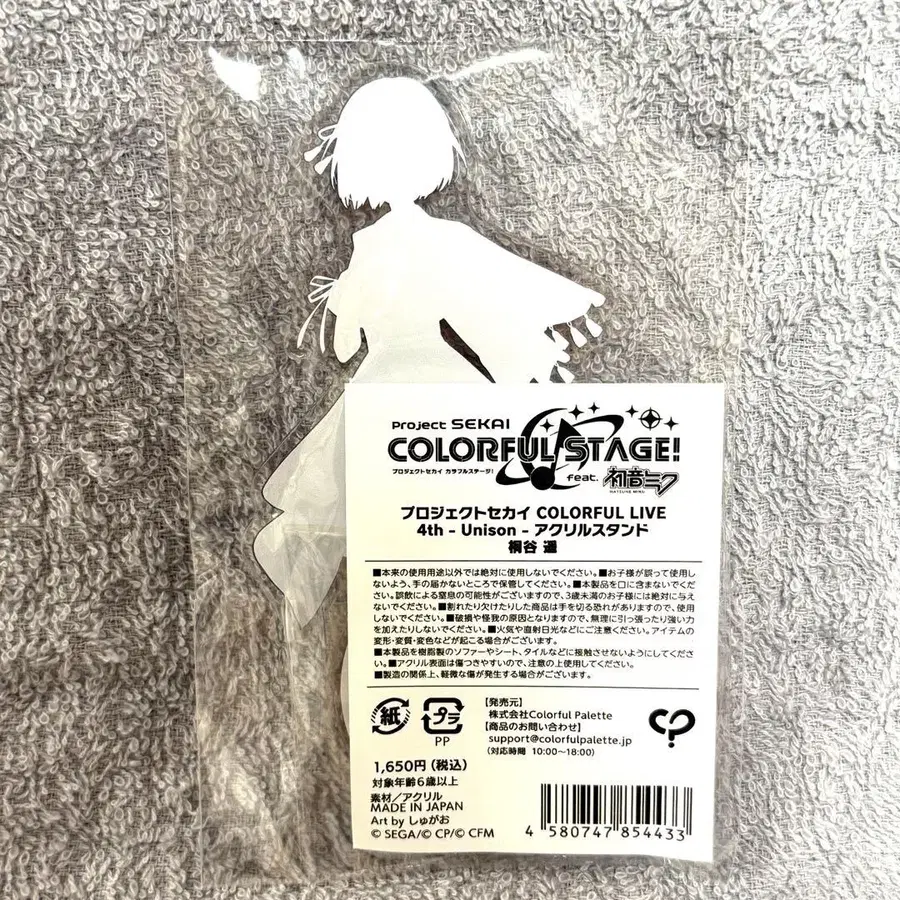 Project SEKAI
COLORFUL STAGE!
プロジェクトセカイ カラフルステージ!
feat. 初音ミク
HATSUNE MIKU
プロジェクトセカイ COLORFUL LIVE
4th - Unison - アクリルスタンド
桐谷 遥
■本来の使用用途以外では絶対に使用しないでください。■お子様が誤って使用し
ないよう、手の届かないところで保管してください。■本製品を口に含まないでくだ
さい。誤飲による窒息の可能性がございますので、3歳未満のお子様には絶対に与え
ないでください。■割れたり欠けたりした商品は手を切る恐れがありますので、使用
しないでください。■破損や怪我の原因となりますので、無理に引っ張ったり強い力
を加えたりしないでください。■火気や直射日光などにご注意ください。アイテムの
変形・変質・変色などが起こる場合がございます。
■本製品を樹脂製のソファーやシート、タイルなどに接触させないようにしてくださ
い。■アクリル表面は傷つきやすいので、注意の上使用してください。
■製造の関係上、軽微な傷が発生する場合がございます。
紙
プラ
PP
【発売元】
株式会社Colorful Palette
【商品のお問い合わせ】
support@colorfulpalette.jp
(対応時間 10:00~18:00)
1,650円(税込)
対象年齢6歳以上
素材/アクリル
MADE IN JAPAN
Art by しゅがお
© SEGA/© CP/© CFM
4 580747 854433